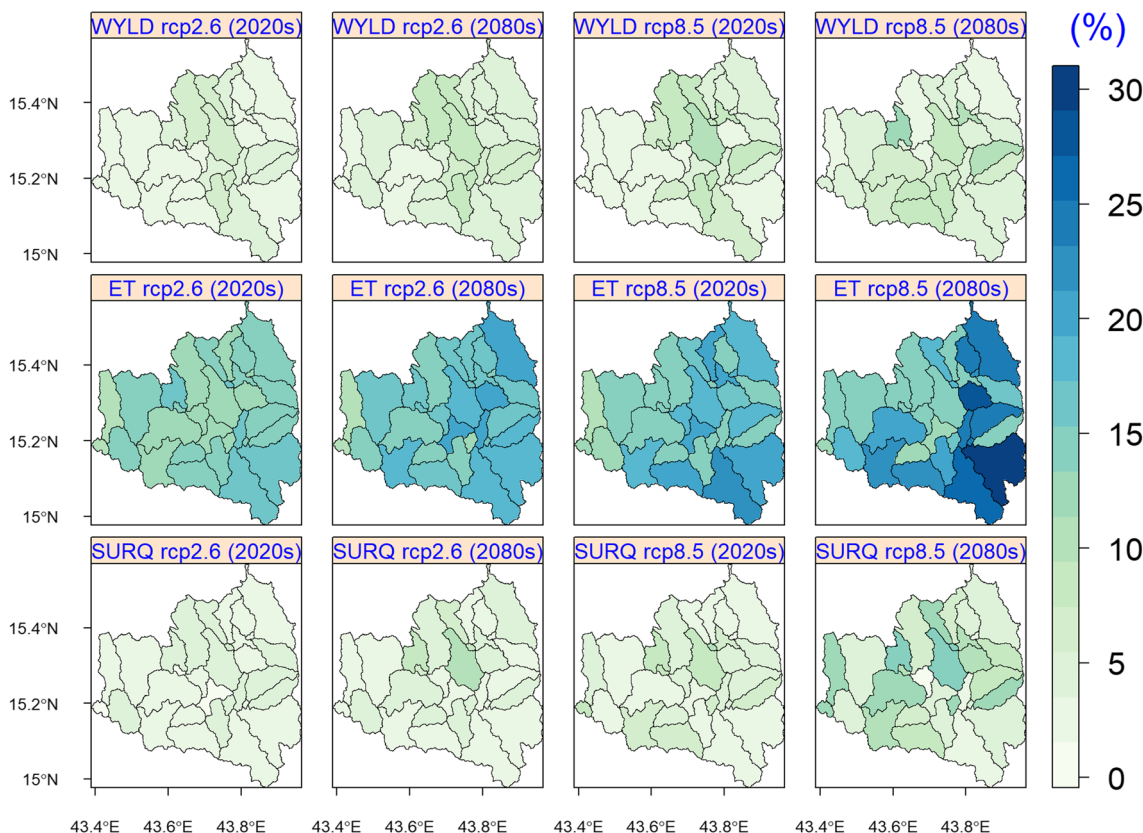 WYLD rcp2.6 (2020s) WYLD rcp2.6 (2080s) WYLD rcp8.5 (2020s) WYLD rcp8.5 (2080s) (%)
15.4°N
15.2°N
15°N
ET rcp2.6 (2020s) ET rcp2.6 (2080s) ET rcp8.5 (2020s) ET rcp8.5 (2080s)
15.4°N
15.2°N
15°N
SURQ rcp2.6 (2020s) SURQ rcp2.6 (2080s) SURQ rcp8.5 (2020s) SURQ rcp8.5 (2080s)
15.4°N
15.2°N
15°N
43.4°E 43.6°E 43.8°E 43.4°E 43.6°E 43.8°E 43.4°E 43.6°E 43.8°E 43.4°E 43.6°E 43.8°E
30
25
20
15
10
5
0